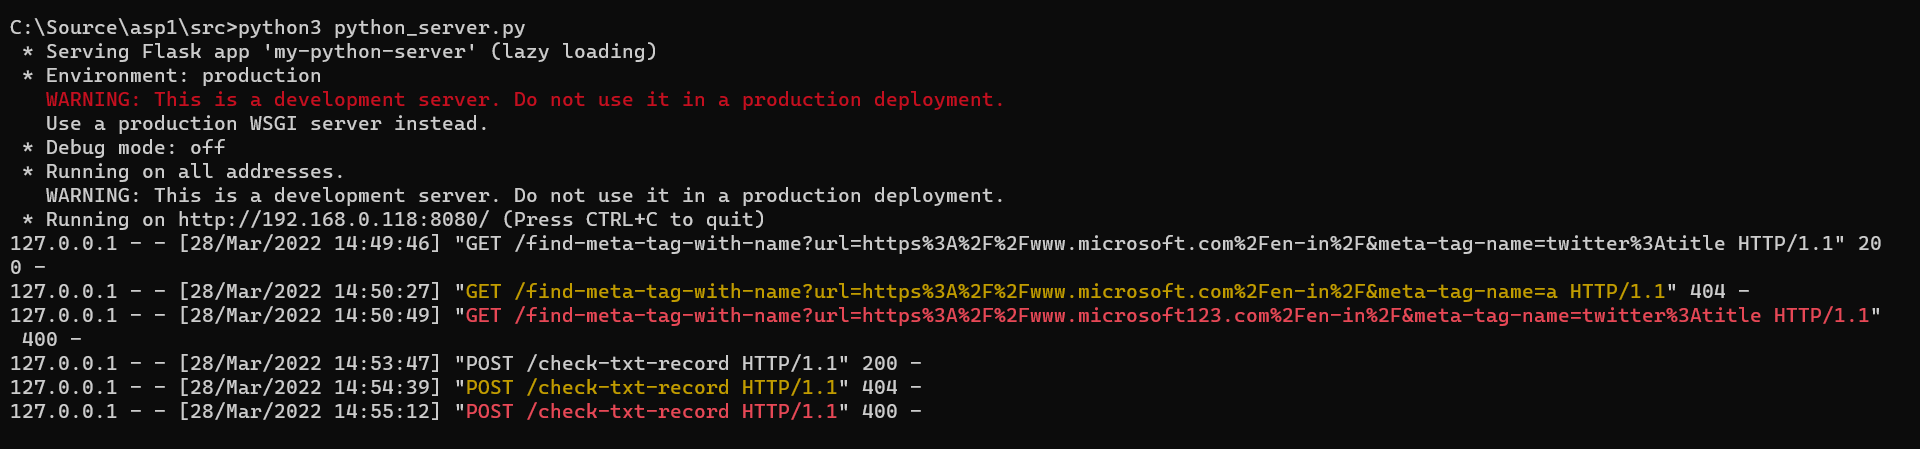 C:\Source\asp1\src>python3 python_server.py
 * Serving Flask app 'my-python-server' (lazy loading)
 * Environment: production
   WARNING: This is a development server. Do not use it in a production deployment.
   Use a production WSGI server instead.
 * Debug mode: off
 * Running on all addresses.
   WARNING: This is a development server. Do not use it in a production deployment.
 * Running on http://192.168.0.118:8080/ (Press CTRL+C to quit)
127.0.0.1 - - [28/Mar/2022 14:49:46] "GET /find-meta-tag-with-name?url=https%3A%2F%2Fwww.microsoft.com%2Fen-in%2F&meta-tag-name=twitter%3Atitle HTTP/1.1" 20
0 -
127.0.0.1 - - [28/Mar/2022 14:50:27] "GET /find-meta-tag-with-name?url=https%3A%2F%2Fwww.microsoft.com%2Fen-in%2F&meta-tag-name=a HTTP/1.1" 404 -
127.0.0.1 - - [28/Mar/2022 14:50:49] "GET /find-meta-tag-with-name?url=https%3A%2F%2Fwww.microsoft123.com%2Fen-in%2F&meta-tag-name=twitter%3Atitle HTTP/1.1"
 400 -
127.0.0.1 - - [28/Mar/2022 14:53:47] "POST /check-txt-record HTTP/1.1" 200 -
127.0.0.1 - - [28/Mar/2022 14:54:39] "POST /check-txt-record HTTP/1.1" 404 -
127.0.0.1 - - [28/Mar/2022 14:55:12] "POST /check-txt-record HTTP/1.1" 400 -